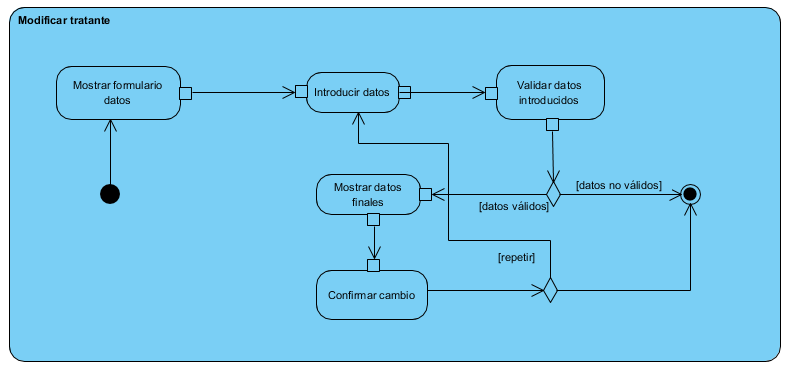 Modificar tratante
Mostrar formulario
datos
Introducir datos
Validar datos
introducidos
[datos no válidos]
Mostrar datos
finales
[datos válidos]
[repetir]
Confirmar cambio